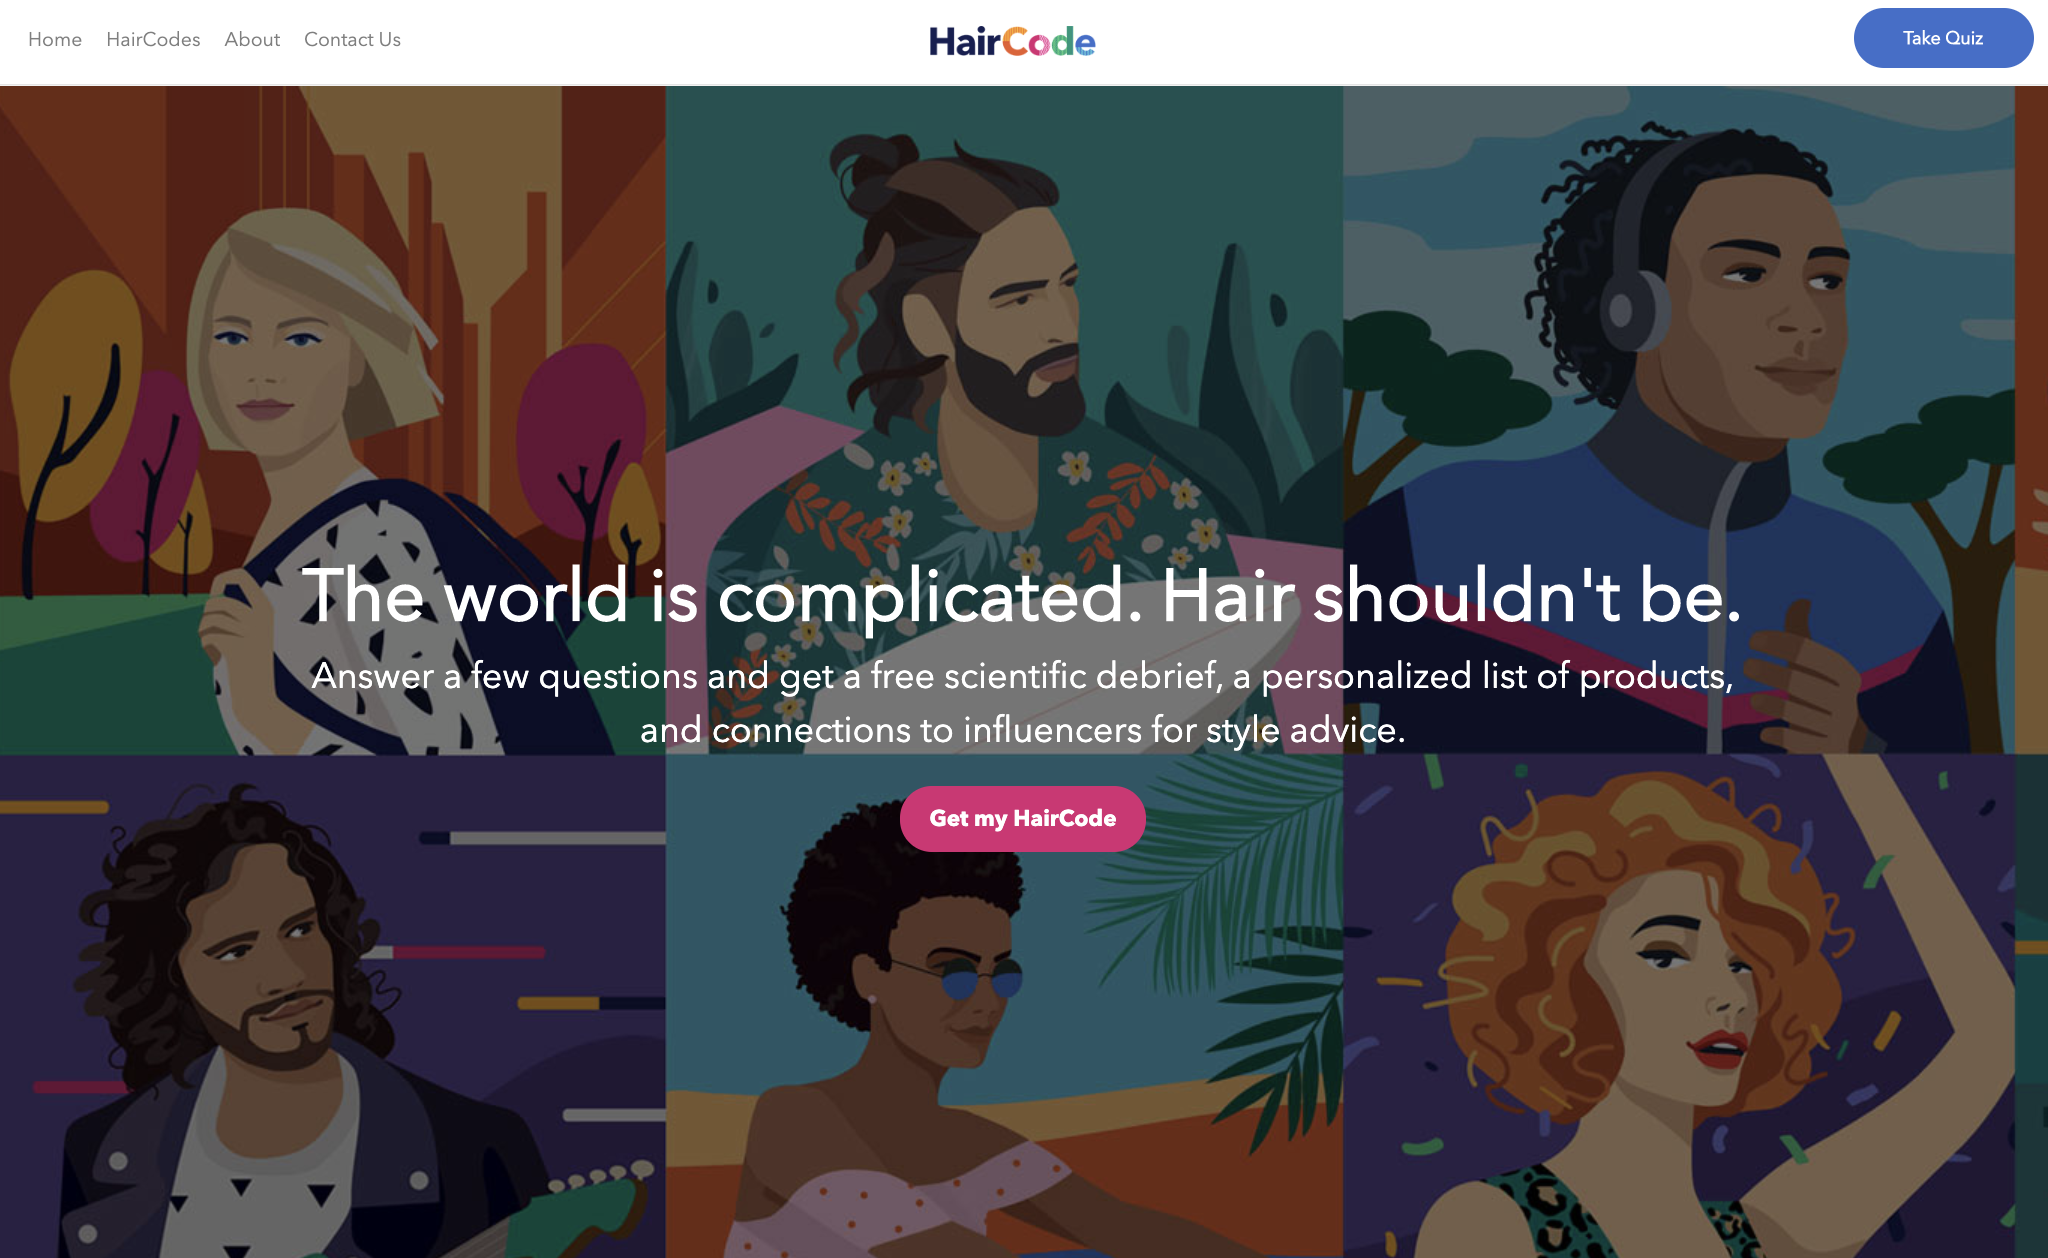 Home HairCodes About Contact Us HairCode Take Quiz
The world is complicated. Hair shouldn't be.
Answer a few questions and get a free scientific debrief, a personalized list of products,
and connections to influencers for style advice.
Get my HairCode